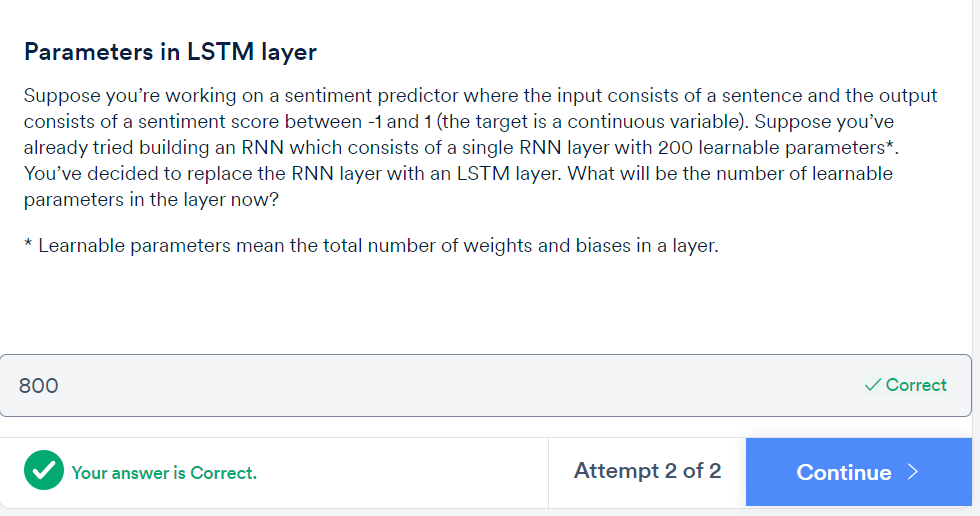 Parameters in LSTM layer
Suppose you’re working on a sentiment predictor where the input consists of a sentence and the output
consists of a sentiment score between -1 and 1 (the target is a continuous variable). Suppose you’ve
already tried building an RNN which consists of a single RNN layer with 200 learnable parameters*.
You’ve decided to replace the RNN layer with an LSTM layer. What will be the number of learnable
parameters in the layer now?
* Learnable parameters mean the total number of weights and biases in a layer.
800
Correct
Your answer is Correct.
Attempt 2 of 2
Continue